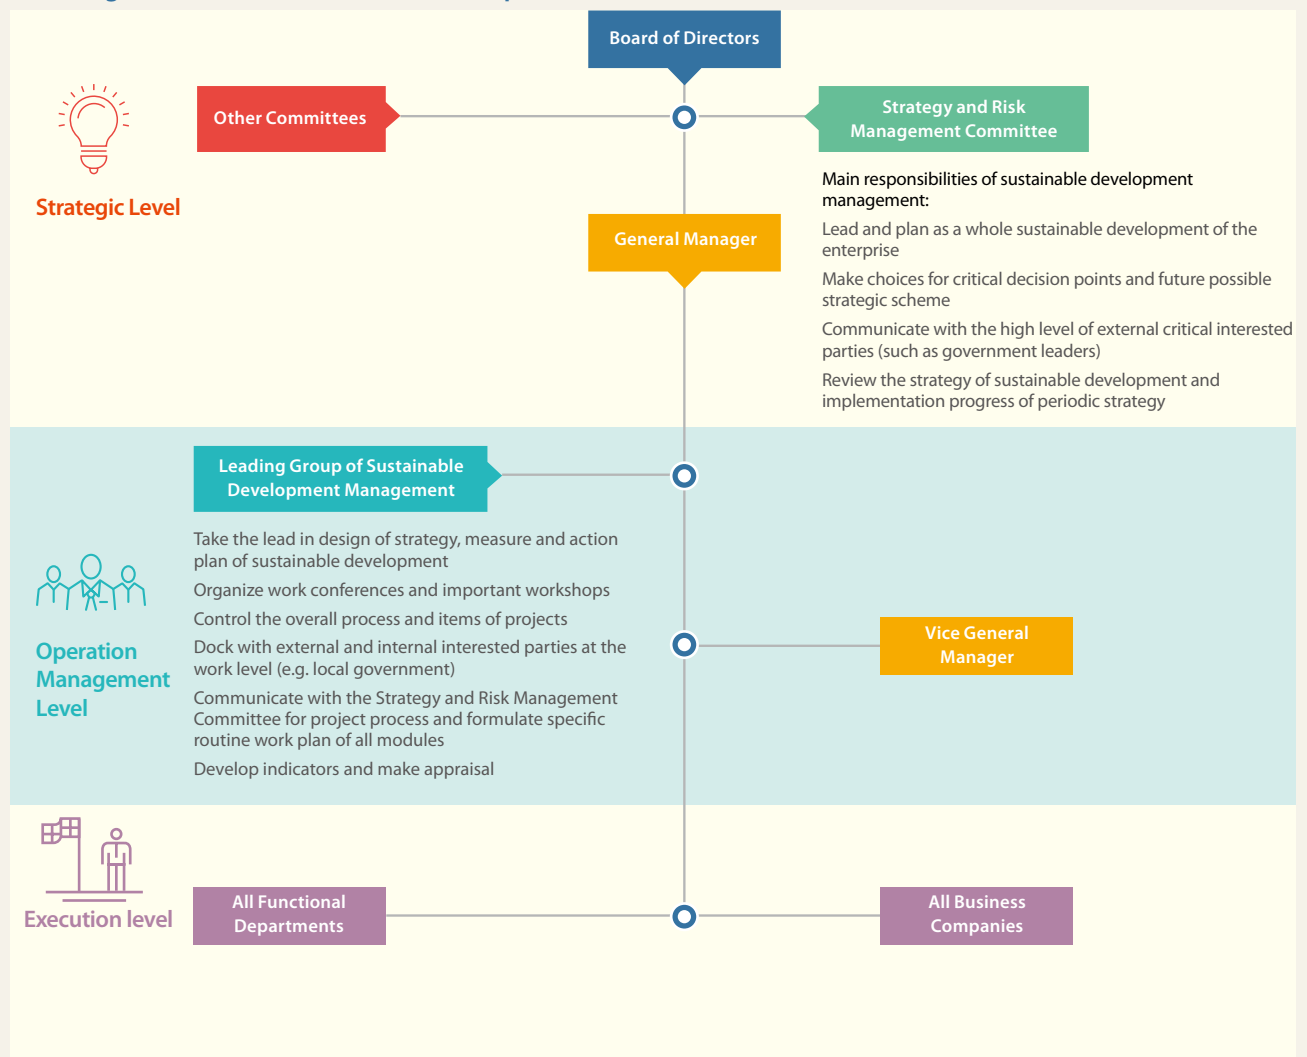 Board of Directors
Other Committees
Strategy and Risk
Management Committee
Strategic Level
Main responsibilities of sustainable development
management:
Lead and plan as a whole sustainable development of the
enterprise
Make choices for critical decision points and future possible
strategic scheme
Communicate with the high level of external critical interested
parties (such as government leaders)
Review the strategy of sustainable development and
implementation progress of periodic strategy
General Manager
Leading Group of Sustainable
Development Management
Take the lead in design of strategy, measure and action
plan of sustainable development
Organize work conferences and important workshops
Control the overall process and items of projects
Dock with external and internal interested parties at the
work level (e.g. local government)
Communicate with the Strategy and Risk Management
Committee for project process and formulate specific
routine work plan of all modules
Develop indicators and make appraisal
Operation
Management
Level
Vice General
Manager
Execution level
All Functional
Departments
All Business
Companies